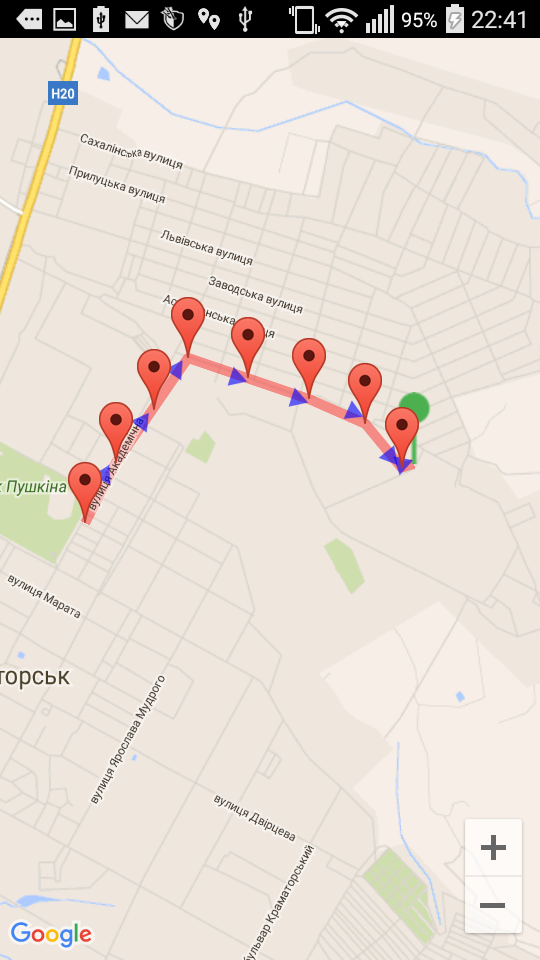 95% 22:41
H20
Сахалінська вулиця
Прилуцька вулиця
Львівська вулиця
Заводська вулиця
вулиця
вулиця Академічна
к Пушкіна
вулиця Марата
торськ
вулиця Ярослава Мудрого
вулиця Двірцева
бульвар Краматорський
Google